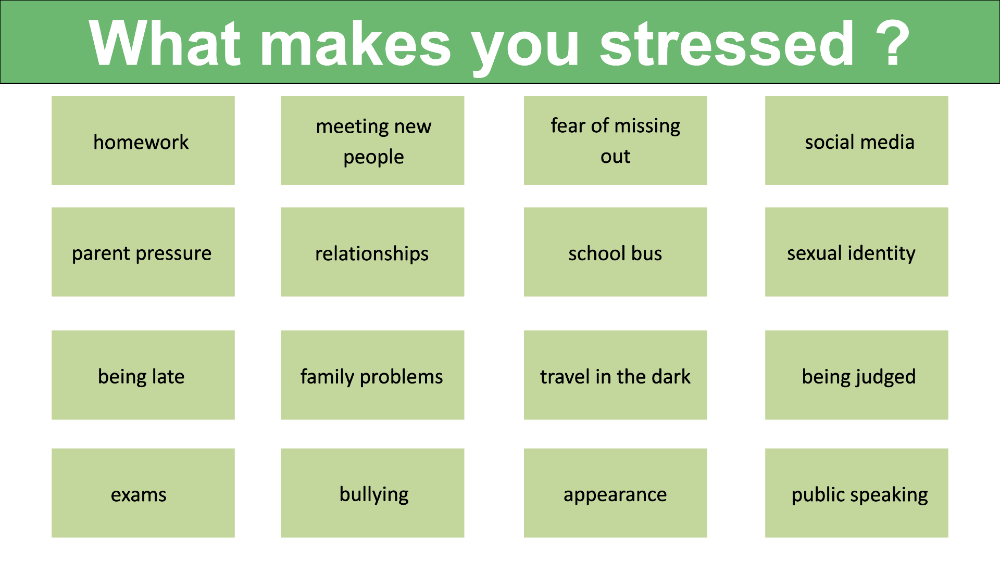 What makes you stressed ?
homework
meeting new
people
fear of missing
out
social media
parent pressure
relationships
school bus
sexual identity
being late
family problems
travel in the dark
being judged
exams
bullying
appearance
public speaking